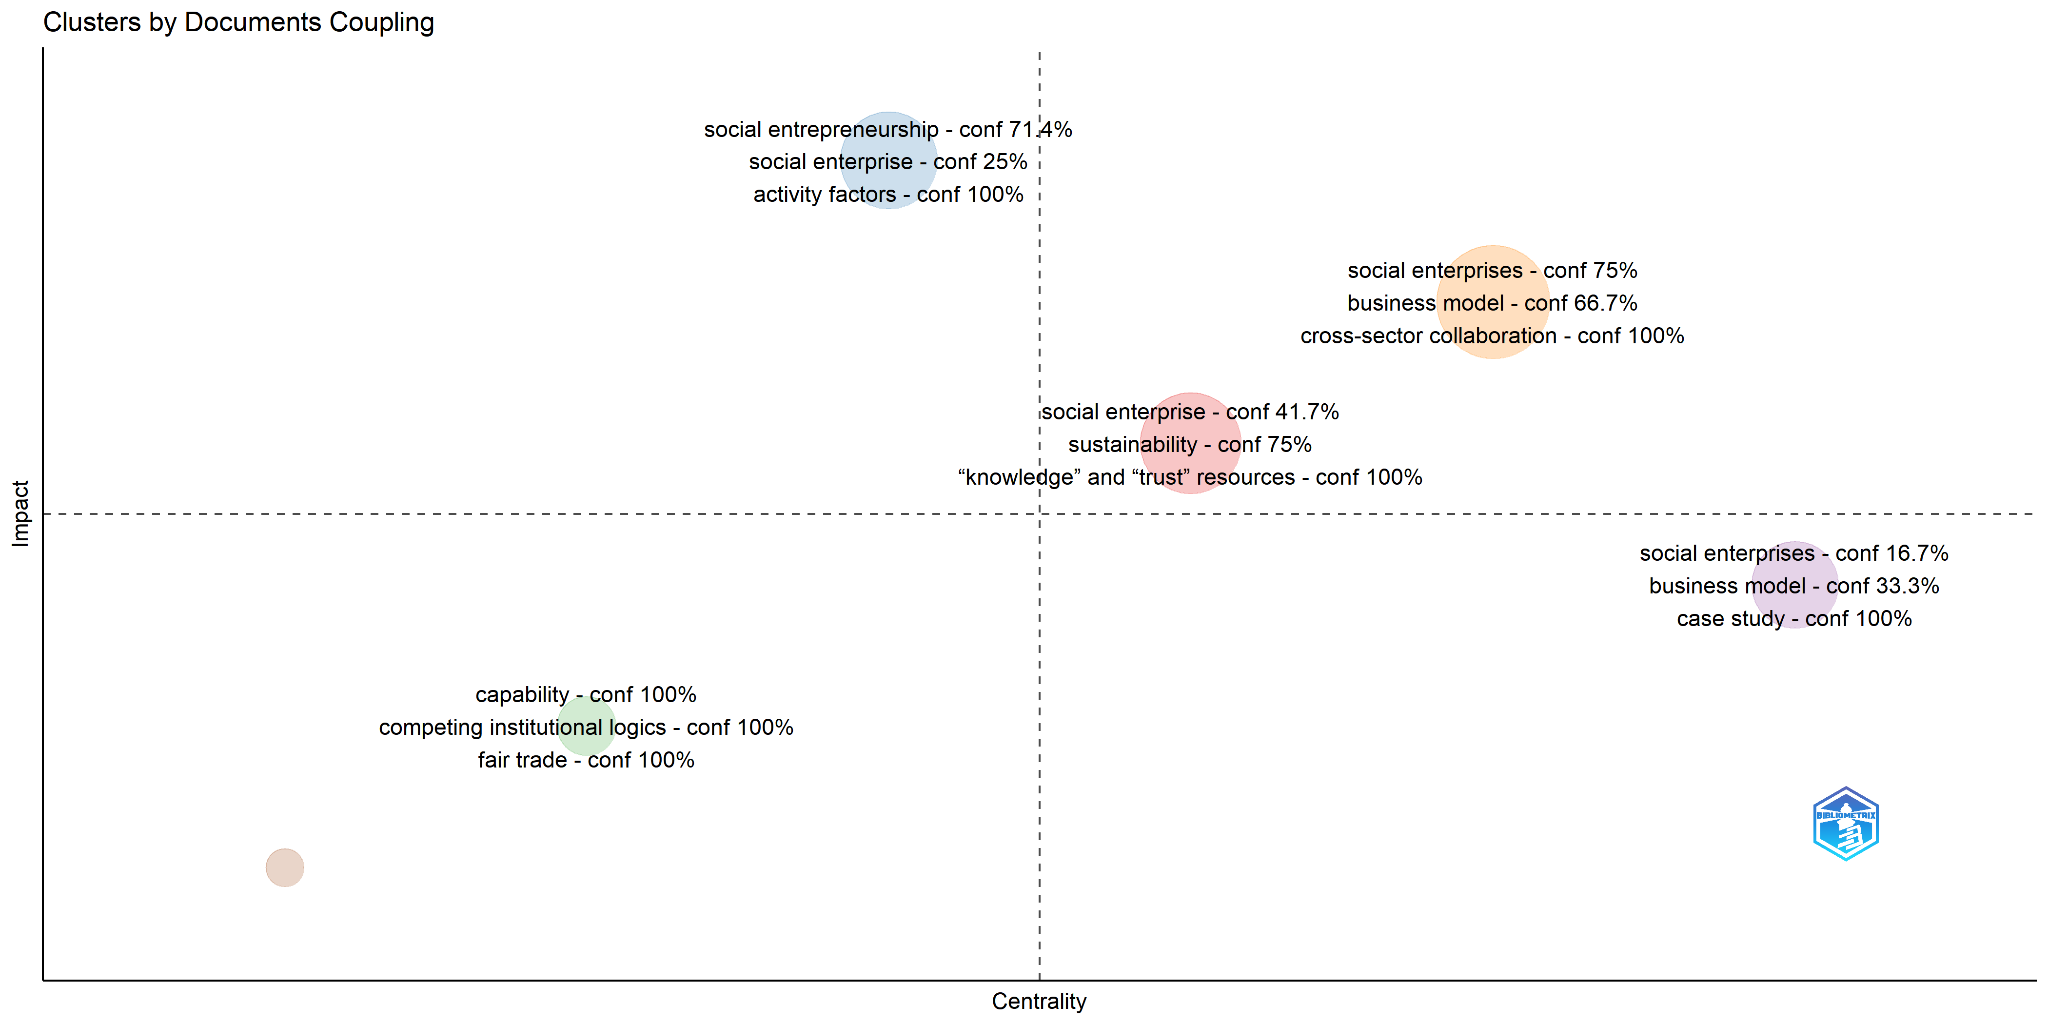 Clusters by Documents Coupling
social entrepreneurship - conf 71.4%
social enterprise - conf 25%
activity factors - conf 100%
social enterprises - conf 75%
business model - conf 66.7%
cross-sector collaboration - conf 100%
social enterprise - conf 41.7%
sustainability - conf 75%
“knowledge” and “trust” resources - conf 100%
Impact
social enterprises - conf 16.7%
business model - conf 33.3%
case study - conf 100%
capability - conf 100%
competing institutional logics - conf 100%
fair trade - conf 100%
BIBLIOMETRIX
Centrality